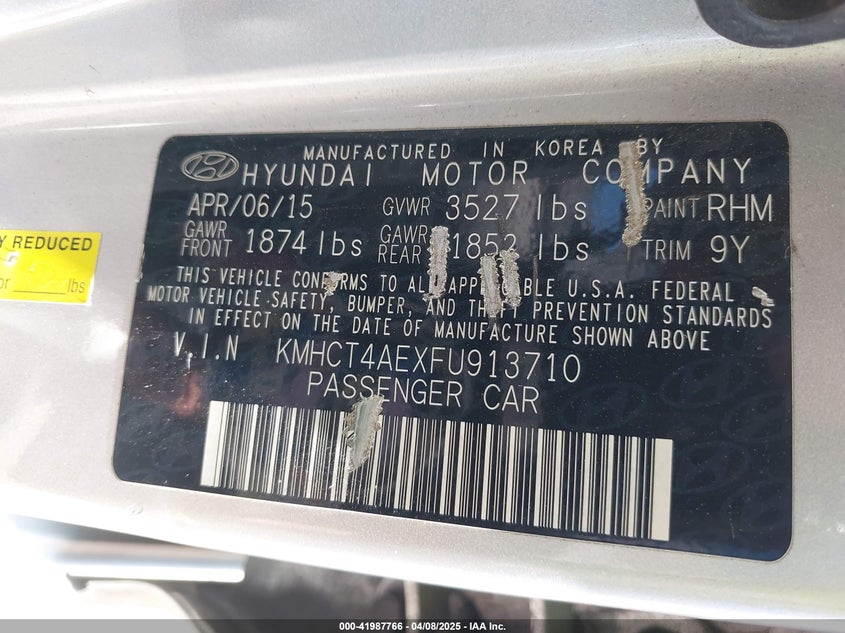 MANUFACTURED IN KOREA BY
HYUNDAI MOTOR COMPANY
APR/06/15 GVWR 3527 lbs PAINT RHM
GAWR FRONT 1874 lbs GAWR REAR 1852 lbs TRIM 9Y
THIS VEHICLE CONFORMS TO ALL APPLICABLE U.S.A. FEDERAL
MOTOR VEHICLE-SAFETY, BUMPER, AND THEFT PREVENTION STANDARDS
IN EFFECT ON THE DATE OF MANUFACTURE SHOWN ABOVE
V.I.N KMHCT4AEXFU913710
PASSENGER CAR
REDUCED
lbs
000-41987766 - 04/08/2025 - IAA Inc.